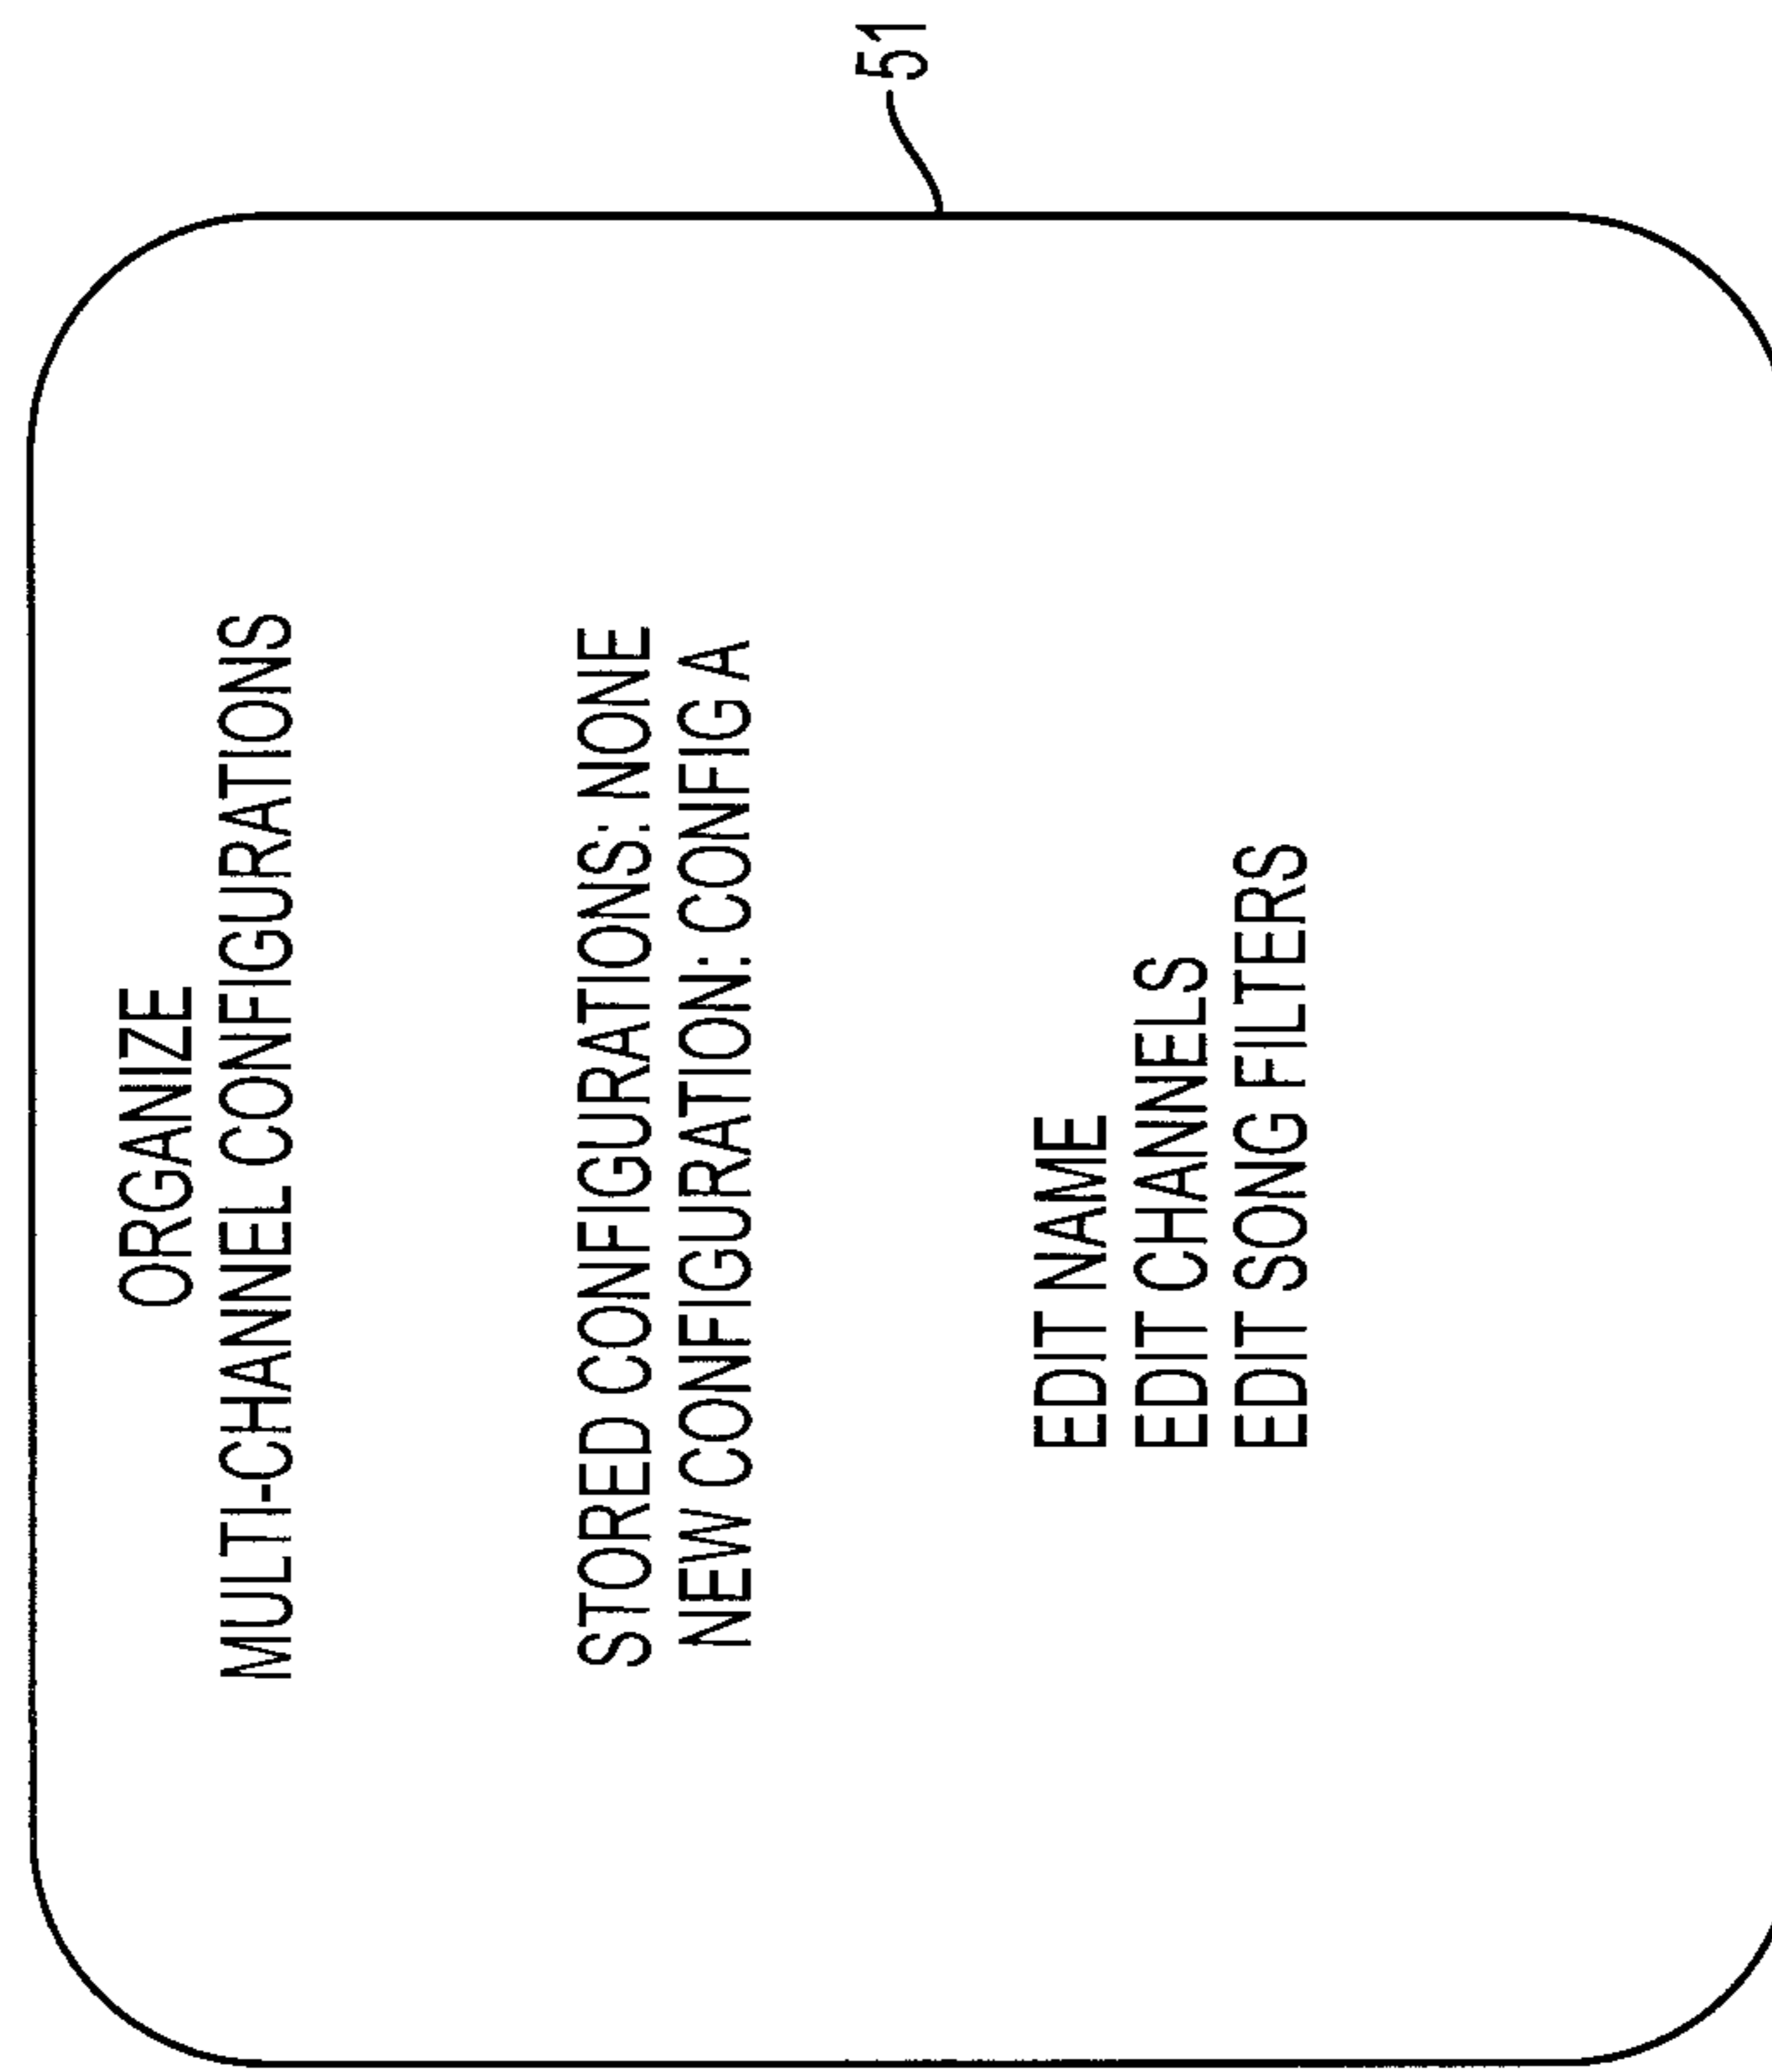 ORGANIZE
MULTI-CHANNEL CONFIGURATIONS
STORED CONFIGURATIONS: NONE
NEW CONFIGURATION: CONFIG A
EDIT NAME
EDIT CHANNELS
EDIT SONG FILTERS
51